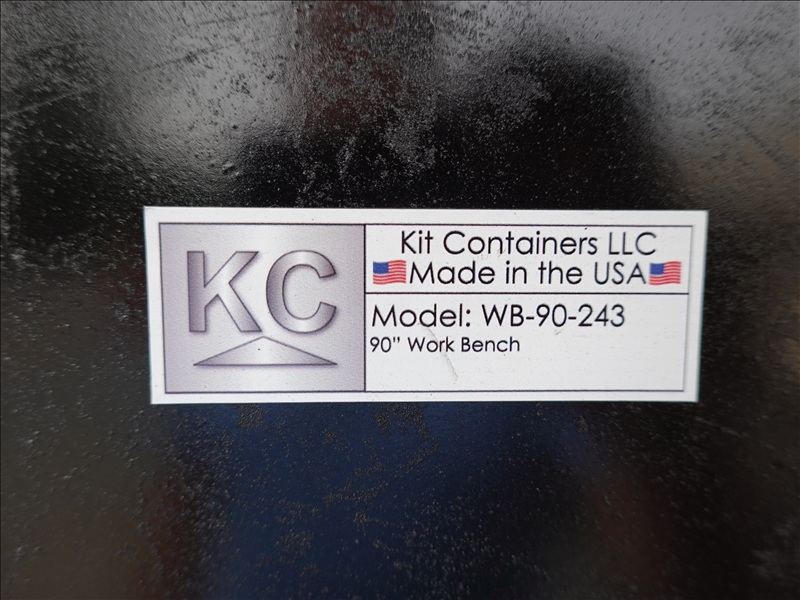 KC
Kit Containers LLC
Made in the USA
Model: WB-90-243
90" Work Bench